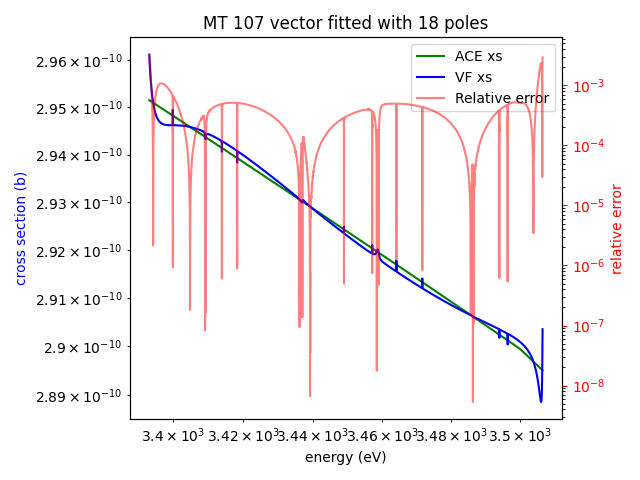 MT 107 vector fitted with 18 poles
ACE xs
VF xs
Relative error
2.96 × 10⁻¹⁰
2.95 × 10⁻¹⁰
2.94 × 10⁻¹⁰
2.93 × 10⁻¹⁰
2.92 × 10⁻¹⁰
2.91 × 10⁻¹⁰
2.9 × 10⁻¹⁰
2.89 × 10⁻¹⁰
cross section (b)
10⁻³
10⁻⁴
10⁻⁵
10⁻⁶
10⁻⁷
10⁻⁸
relative error
3.4 × 10³ 3.42 × 10³ 3.44 × 10³ 3.46 × 10³ 3.48 × 10³ 3.5 × 10³
energy (eV)